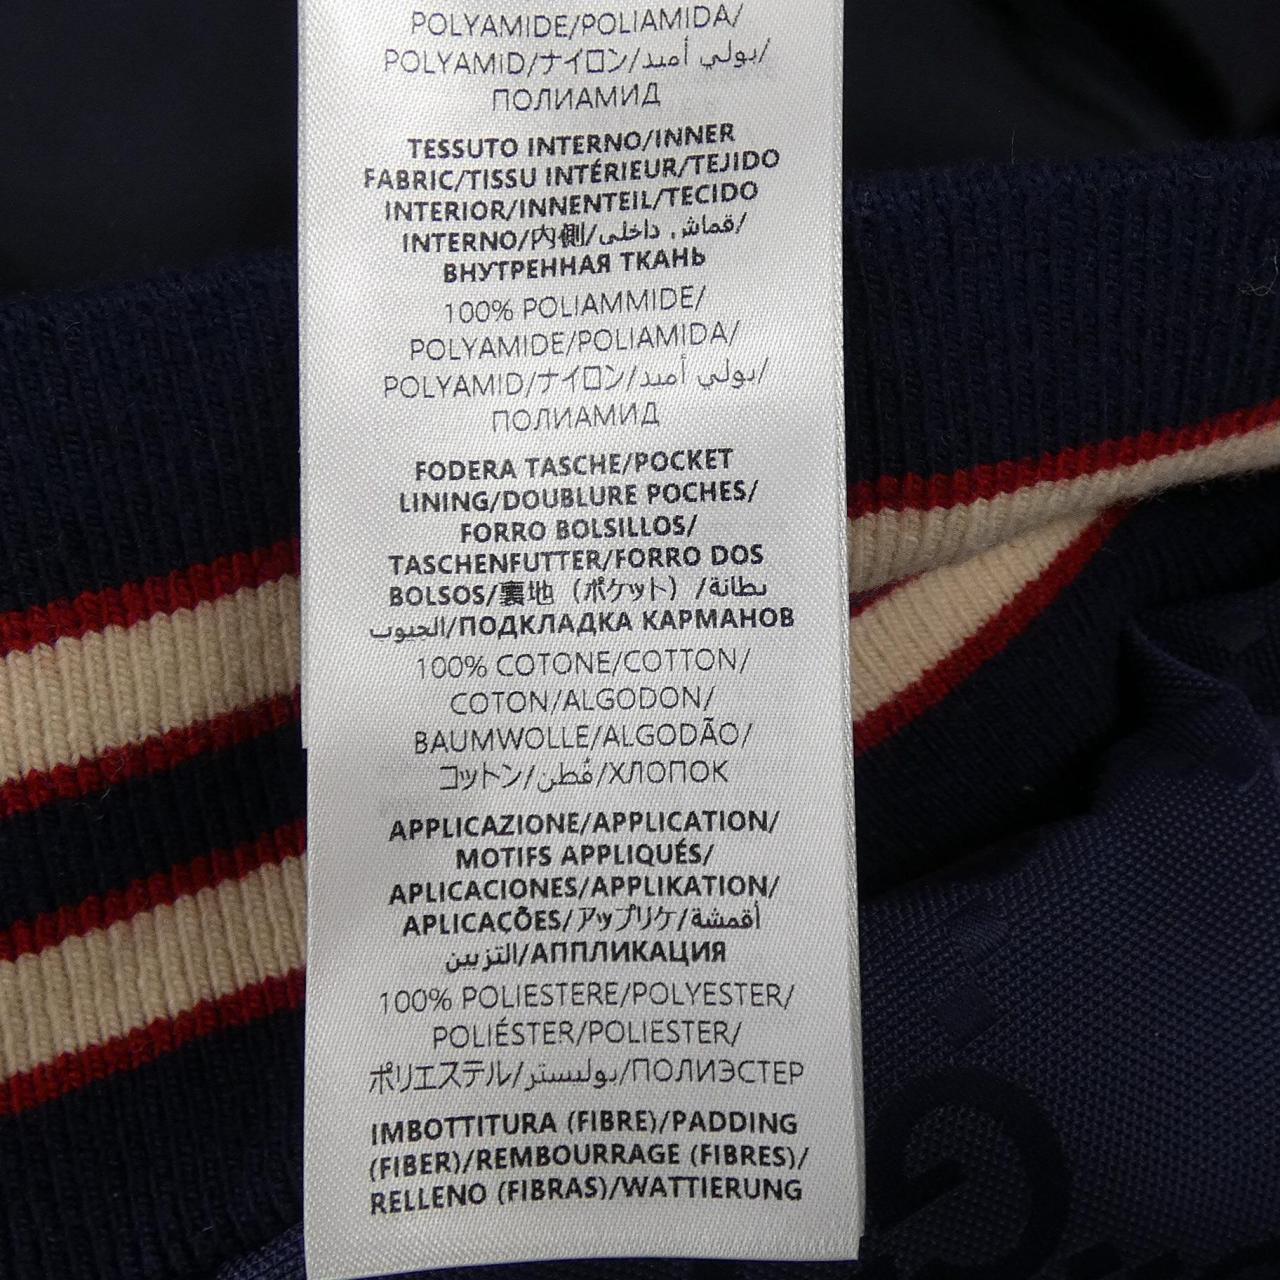 POLYAMIDE/POLIAMIDA/
POLYAMID/ナイロン/بولي أميد/
ПОЛИАМИД
TESSUTO INTERNO/INNER
FABRIC/TISSU INTÉRIEUR/TEJIDO
INTERIOR/INNENTEIL/TECIDO
INTERNO/内側/قماش داخلي/
ВНУТРЕННАЯ ТКАНЬ
100% POLIAMMIDE/
POLYAMIDE/POLIAMIDA/
POLYAMID/ナイロン/بولي أميد/
ПОЛИАМИД
FODERA TASCHE/POCKET
LINING/DOUBLURE POCHES/
FORRO BOLSILLOS/
TASCHENFUTTER/FORRO DOS
BOLSOS/裏地（ポケット）/بطانة
الجيوب/ПОДКЛАДКА КАРМАНОВ
100% COTONE/COTTON/
COTON/ALGODON/
BAUMWOLLE/ALGODÃO/
コットン/قُطن/ХЛОПОК
APPLICAZIONE/APPLICATION/
MOTIFS APPLIQUÉS/
APLICACIONES/APPLIKATION/
APLICAÇÕES/アップリケ/أقمشة
التزيين/АППЛИКАЦИЯ
100% POLIESTERE/POLYESTER/
POLIÉSTER/POLIESTER/
ポリエステル/بوليستر/ПОЛИЭСТЕР
IMBOTTITURA (FIBRE)/PADDING
(FIBER)/REMBOURRAGE (FIBRES)/
RELLENO (FIBRAS)/WATTIERUNG